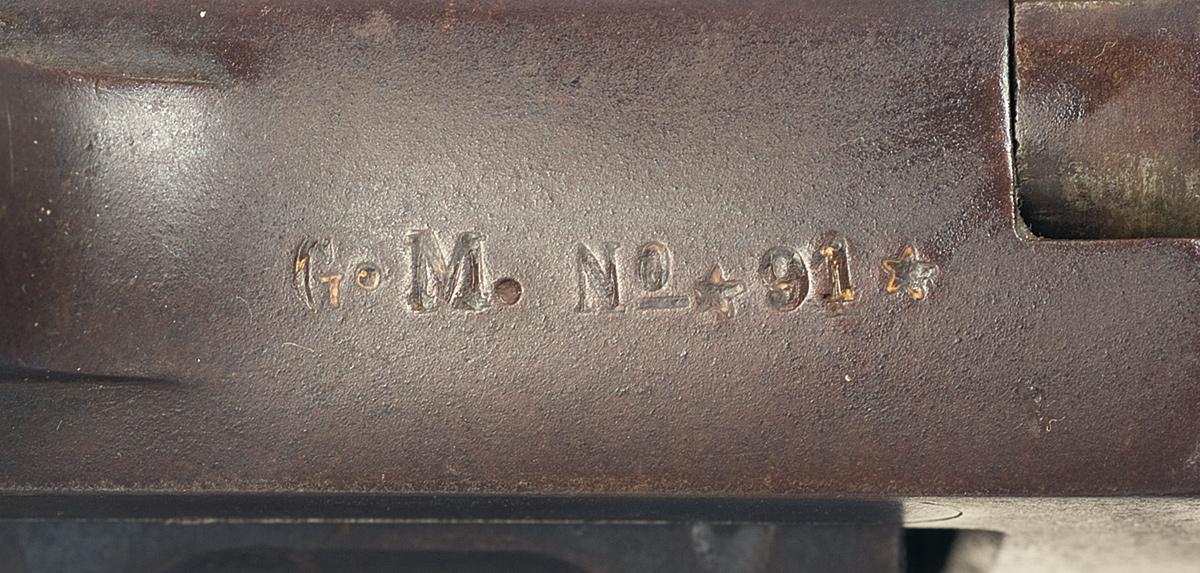 G. M. Nº ★ 91 ★